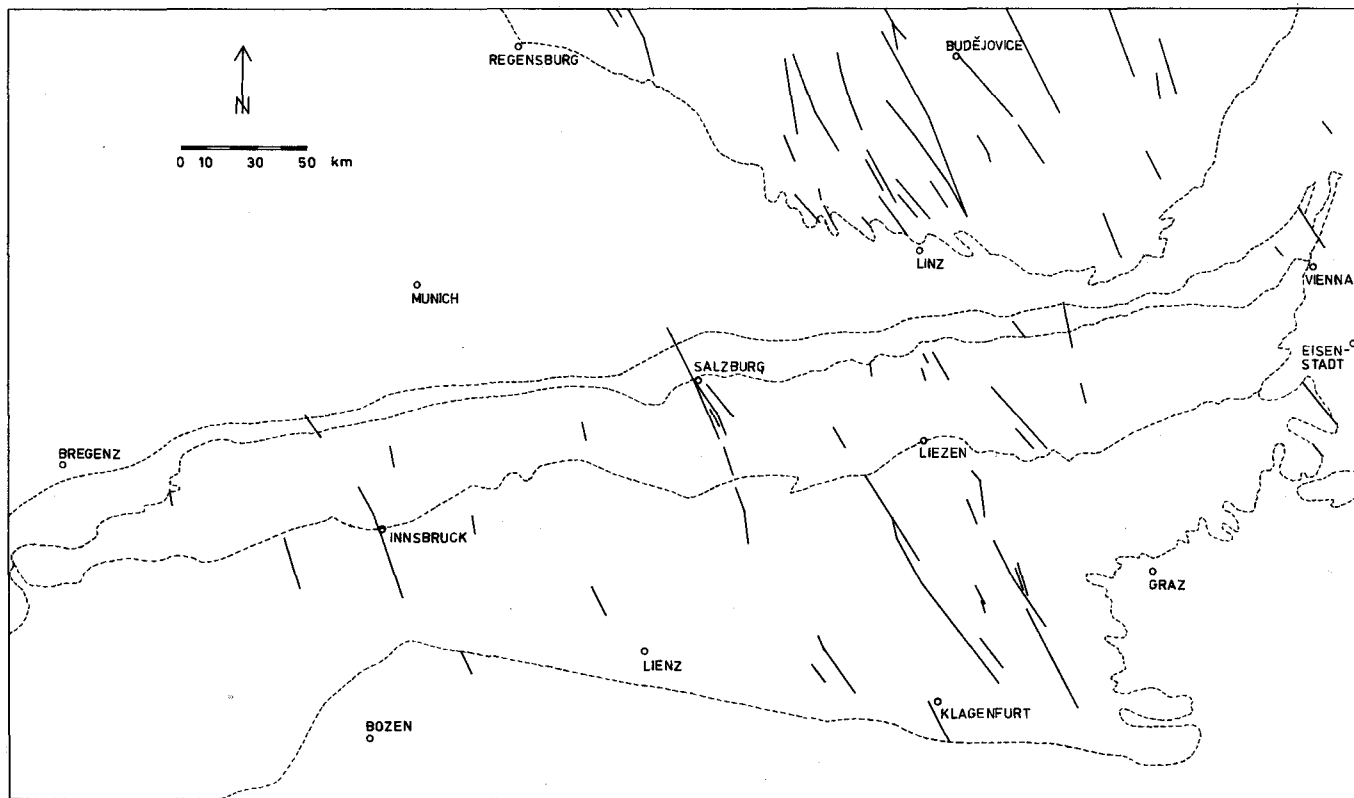 REGENSBURG
BUDĚJOVICE
N
0 10 30 50 km
LINZ
VIENNA
MUNICH
EISEN-
STADT
SALZBURG
BREGENZ
LIEZEN
INNSBRUCK
GRAZ
LIENZ
KLAGENFURT
BOZEN